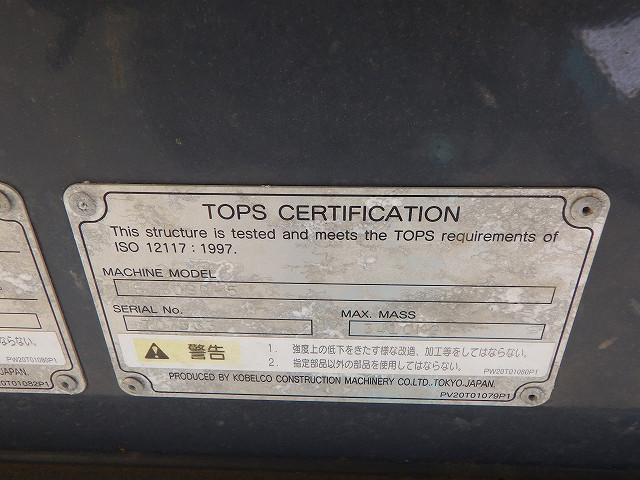 TOPS CERTIFICATION
This structure is tested and meets the TOPS requirements of
ISO 12117 : 1997.
MACHINE MODEL
SERIAL No.
MAX. MASS
警告
1. 強度上の低下をきたす様な改造、加工等をしてはならない。
2. 指定部品以外の部品を使用してはならない。
PW20T01080P1
PRODUCED BY KOBELCO CONSTRUCTION MACHINERY CO.LTD., TOKYO.JAPAN.
PV20T01079P1
ならない。
PW20T01080P1
JAPAN.
20T01082P1